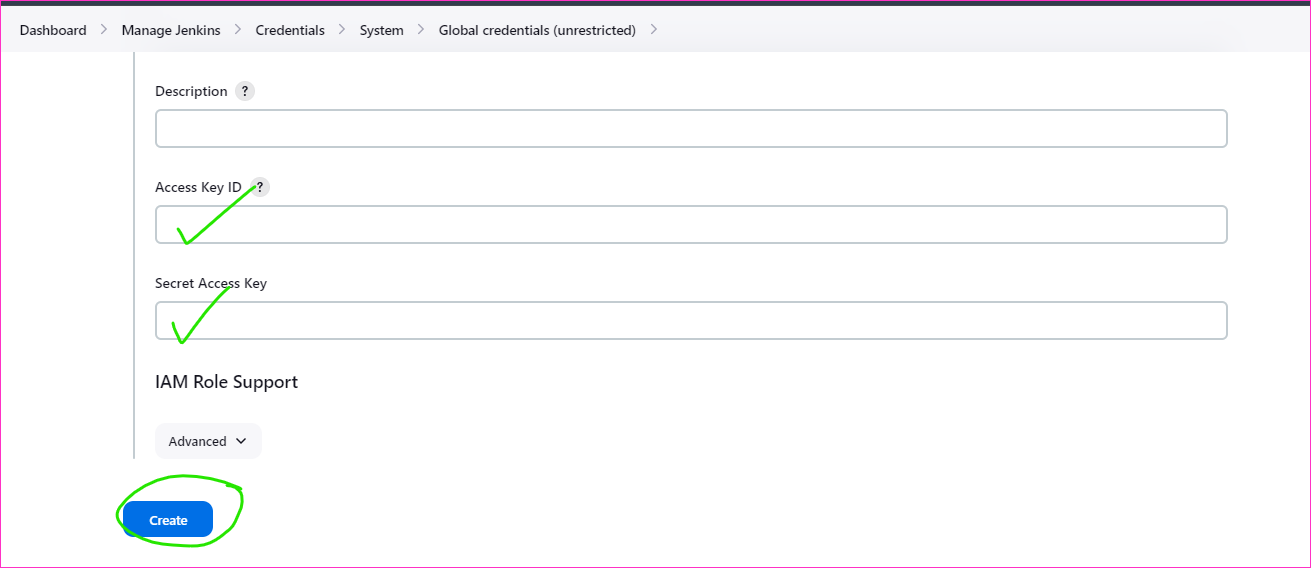 Dashboard > Manage Jenkins > Credentials > System > Global credentials (unrestricted) >
Description ?
Access Key ID ?
Secret Access Key
IAM Role Support
Advanced
Create